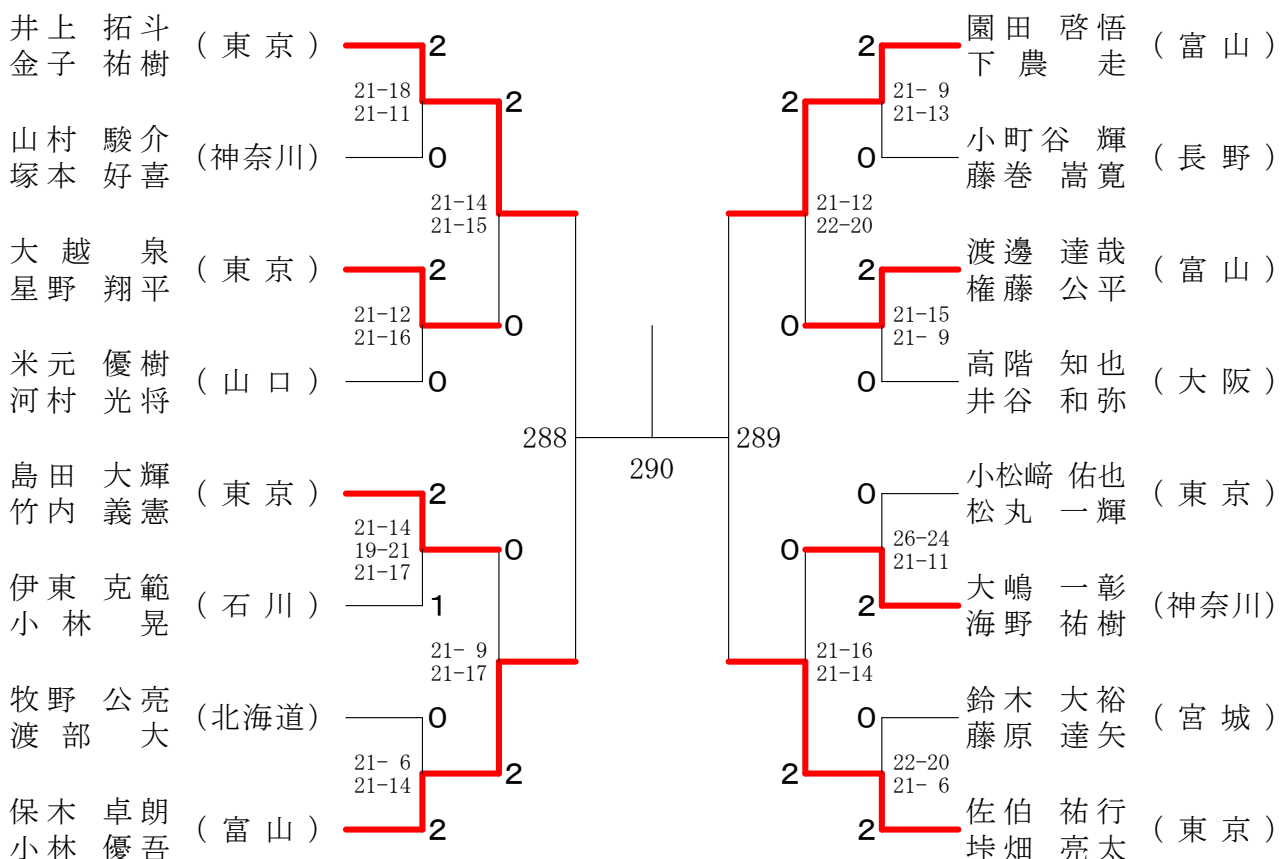 井上 拓斗
金子 祐樹
(東京)
2
21-18
21-11
2
山村 駿介
塚本 好喜
(神奈川)
0
21-14
21-15
大越 泉
星野 翔平
(東京)
2
21-12
21-16
0
米元 優樹
河村 光将
(山口)
0
288
島田 大輝
竹内 義憲
(東京)
2
21-14
19-21
21-17
0
伊東 克範
小林 晃
(石川)
1
21- 9
21-17
牧野 公亮
渡部 大
(北海道)
0
21- 6
21-14
2
保木 卓朗
小林 優吾
(富山)
2
290
園田 啓悟
下農 走
(富山)
2
21- 9
21-13
2
小町谷 輝
藤巻 嵩寛
(長野)
0
21-12
22-20
渡邊 達哉
権藤 公平
(富山)
2
21-15
21- 9
0
高階 知也
井谷 和弥
(大阪)
0
289
小松﨑 佑也
松丸 一輝
(東京)
0
26-24
21-11
0
大嶋 一彰
海野 祐樹
(神奈川)
2
21-16
21-14
鈴木 大裕
藤原 達矢
(宮城)
0
22-20
21- 6
2
佐伯 祐行
垰畑 亮太
(東京)
2